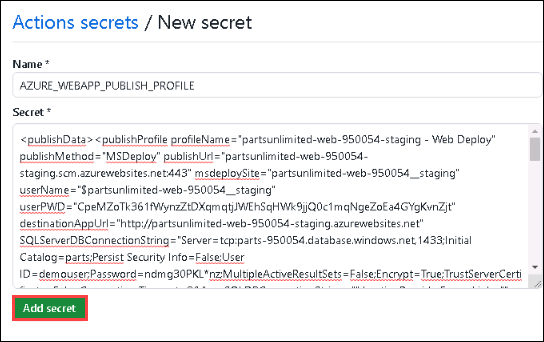 Actions secrets / New secret
Name *
AZURE_WEBAPP_PUBLISH_PROFILE
Secret *
<publishData><publishProfile profileName="partsunlimited-web-950054-staging - Web Deploy"
publishMethod="MSDeploy" publishUrl="partsunlimited-web-950054-
staging.scm.azurewebsites.net:443" msdeploySite="partsunlimited-web-950054__staging"
userName="$partsunlimited-web-950054__staging"
userPWD="CpeMZoTk361fWynzZtDXqmqtjJWEhSqHWk9jjQ0c1mqNgeZoEa4GYgKvnZjt"
destinationAppUrl="http://partsunlimited-web-950054-staging.azurewebsites.net"
SQLServerDBConnectionString="Server=tcp:parts-950054.database.windows.net,1433;Initial
Catalog=parts;Persist Security Info=False;User
ID=demouser;Password=ndmg30PKL*nz;MultipleActiveResultSets=False;Encrypt=True;TrustServerCerti
Add secret